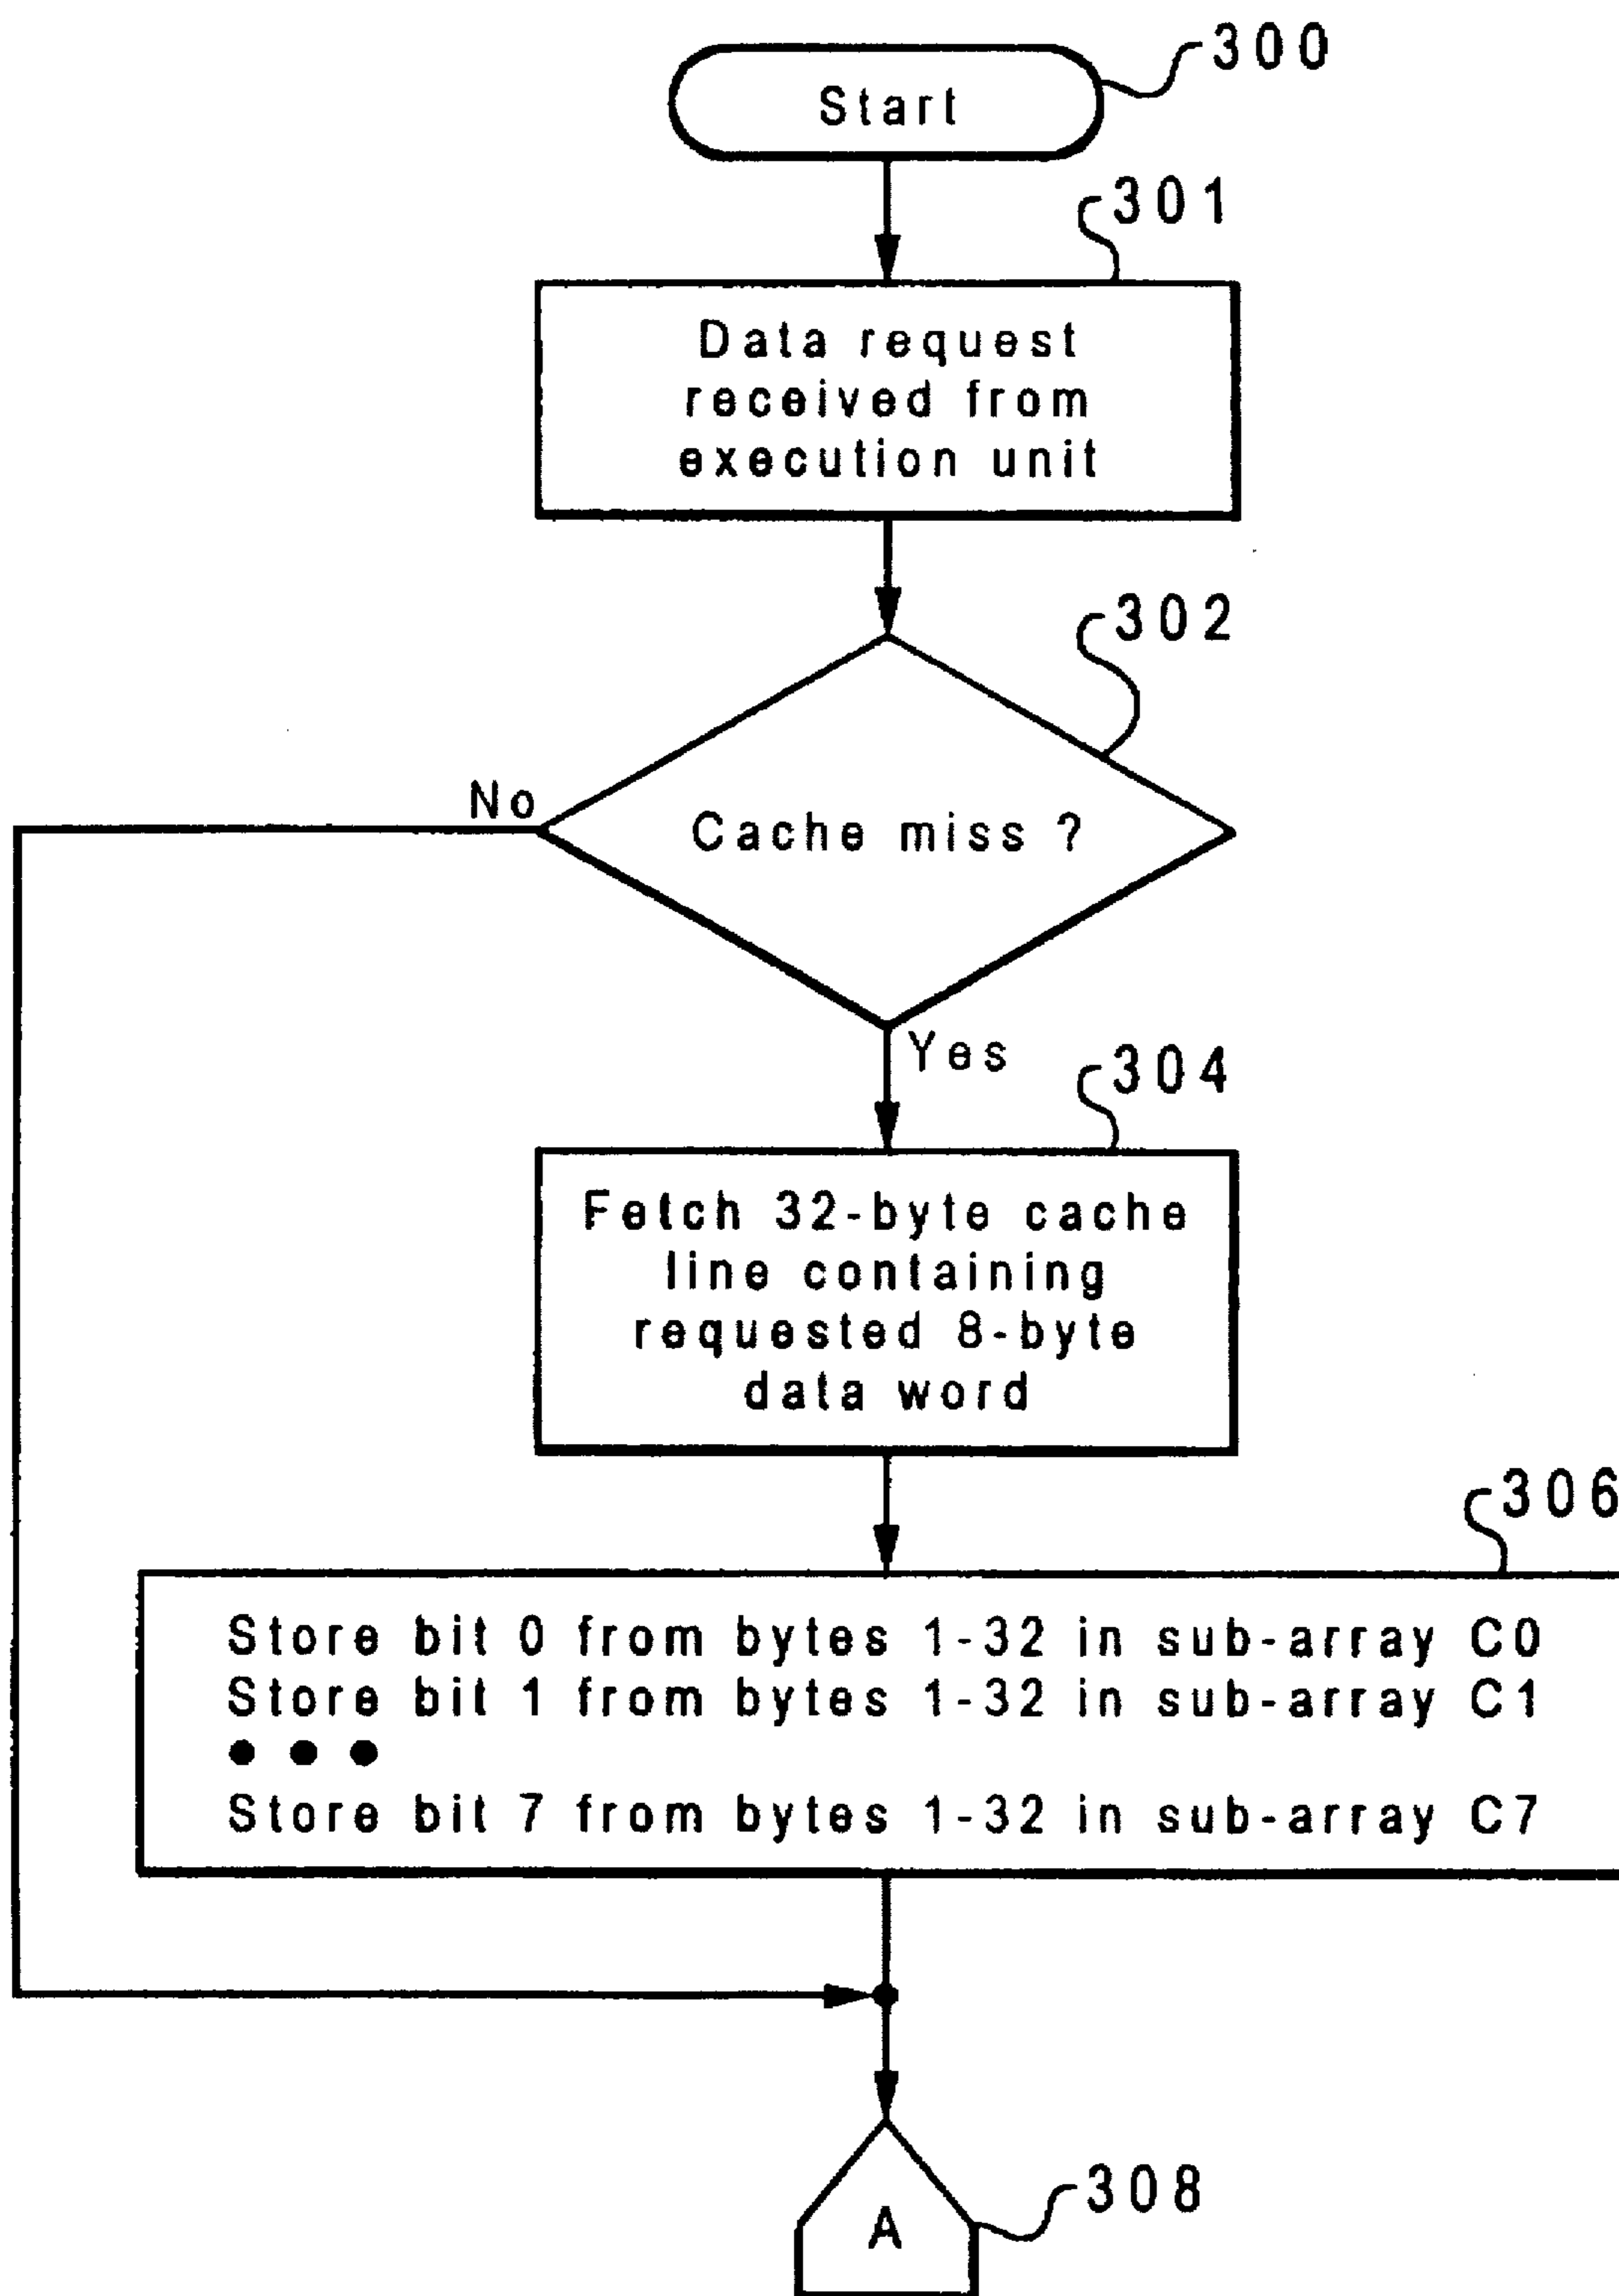 300
Start
301
Data request
received from
execution unit
302
No
Cache miss ?
Yes
304
Fetch 32-byte cache
line containing
requested 8-byte
data word
306
Store bit 0 from bytes 1-32 in sub-array C0
Store bit 1 from bytes 1-32 in sub-array C1
● ● ●
Store bit 7 from bytes 1-32 in sub-array C7
A
308